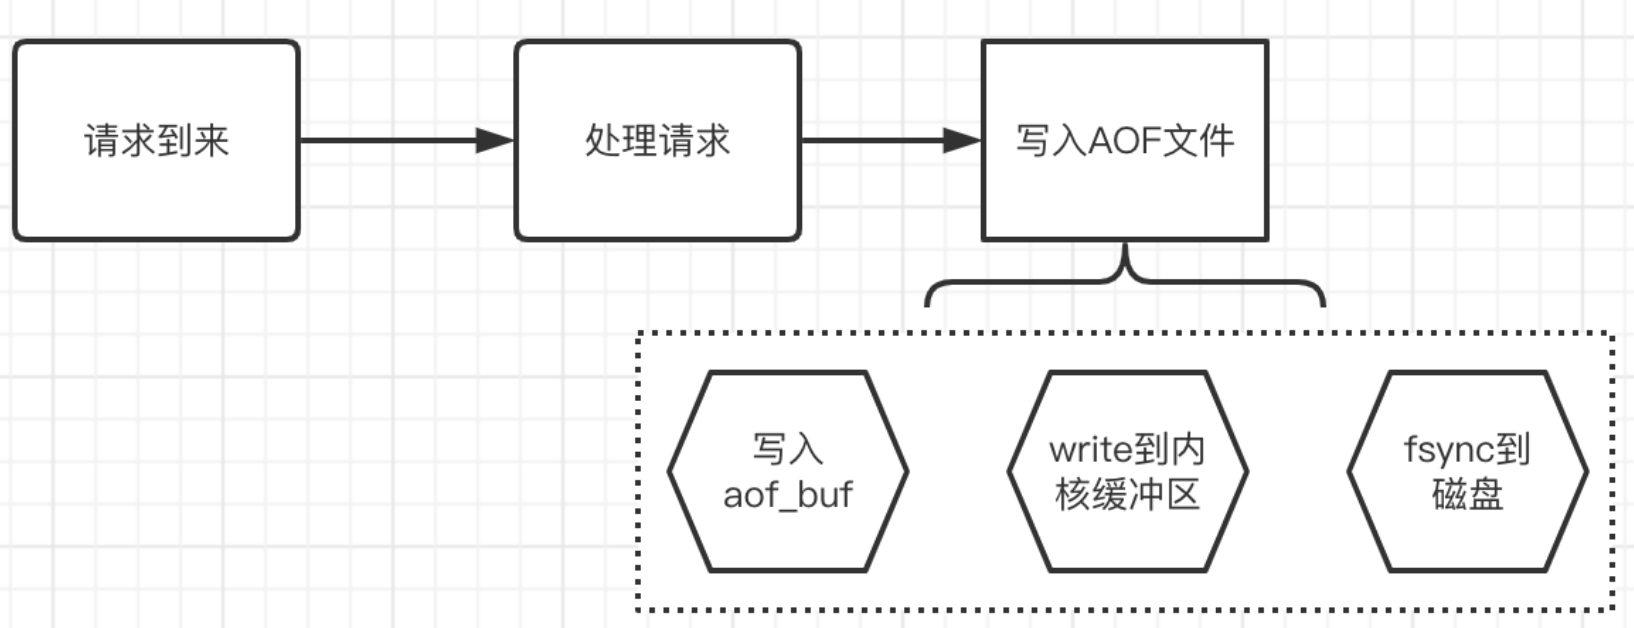 请求到来
处理请求
写入AOF文件
写入
aof_buf
write到内
核缓冲区
fsync到
磁盘